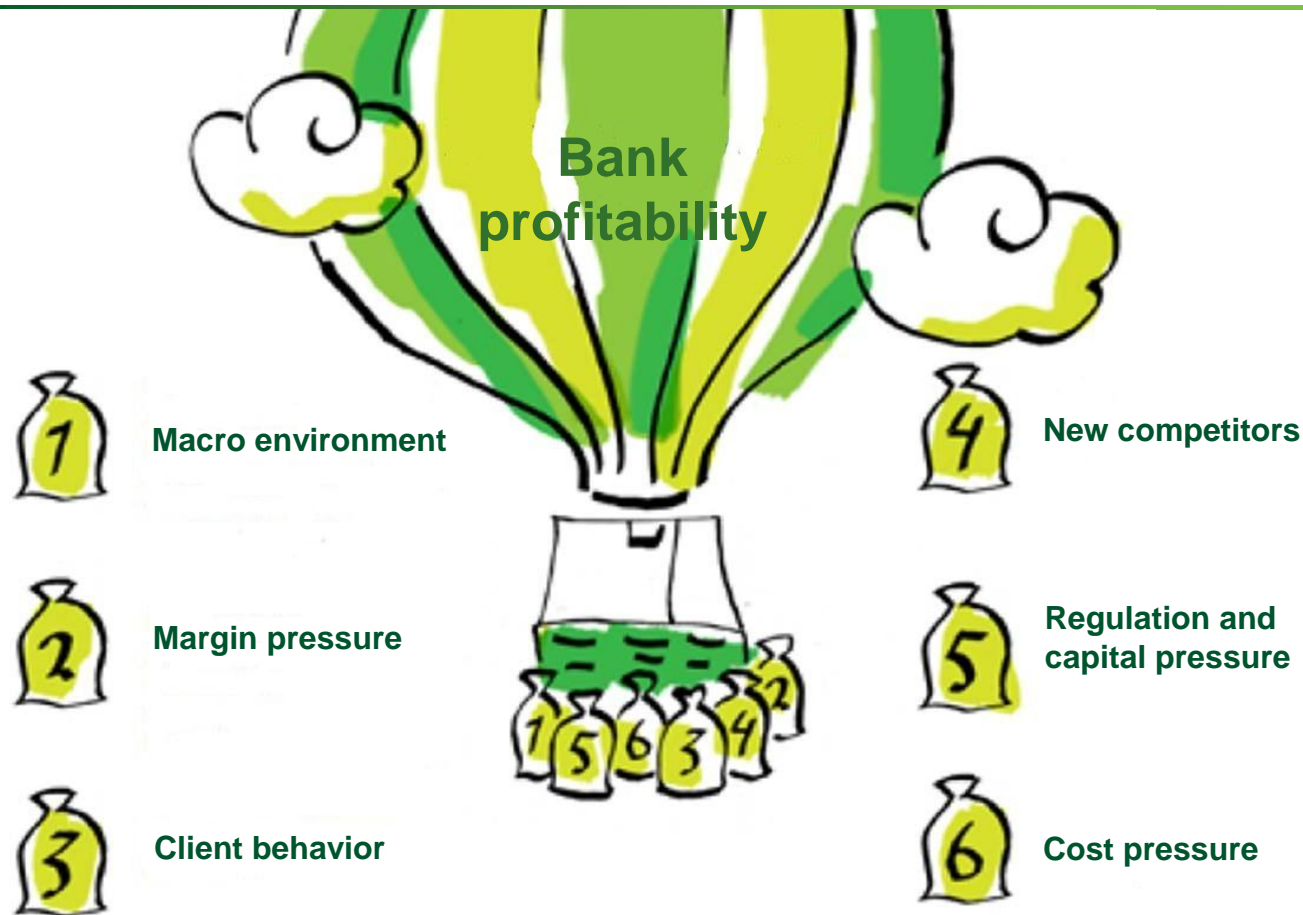 Bank
profitability
1
Macro environment
4
New competitors
2
Margin pressure
5
Regulation and
capital pressure
3
Client behavior
6
Cost pressure
1
5
6
3
4
2